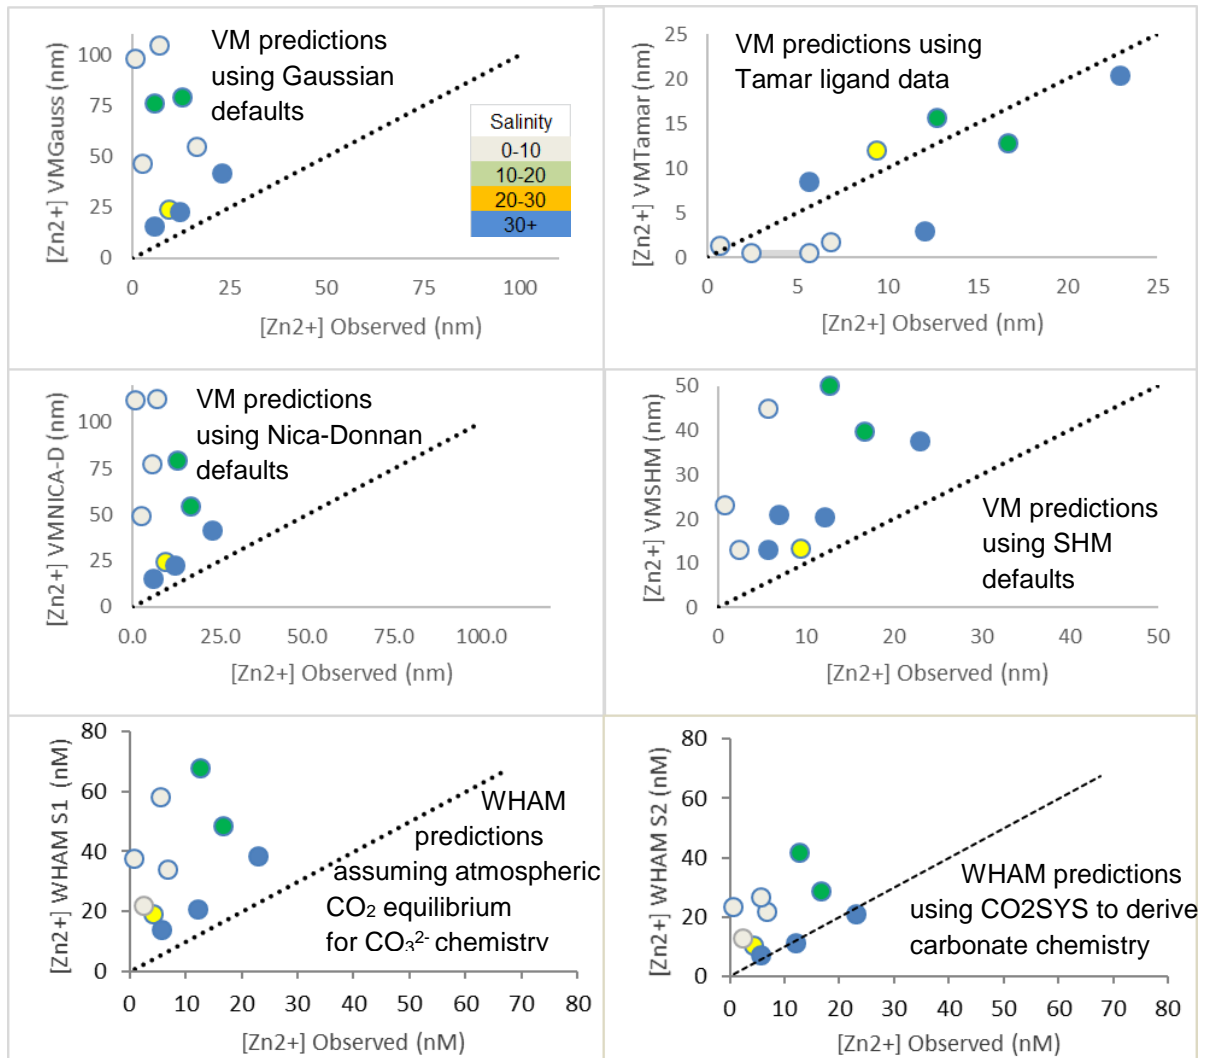 [Zn2+] VMGauss (nm)
100
75
50
25
0
0 25 50 75 100
[Zn2+] Observed (nm)
VM predictions
using Gaussian
defaults
Salinity
0-10
10-20
20-30
30+
[Zn2+] VMTamar (nm)
25
20
15
10
5
0
0 5 10 15 20 25
[Zn2+] Observed (nm)
VM predictions using
Tamar ligand data
[Zn2+] VMNICA-D (nm)
100
75
50
25
0
0.0 25.0 50.0 75.0 100.0
[Zn2+] Observed (nm)
VM predictions
using Nica-Donnan
defaults
[Zn2+] VMSHM (nm)
50
40
30
20
10
0
0 10 20 30 40 50
[Zn2+] Observed (nm)
VM predictions
using SHM
defaults
[Zn2+] WHAM S1 (nM)
80
60
40
20
0
0 10 20 30 40 50 60 70 80
[Zn2+] Observed (nM)
WHAM
predictions
assuming atmospheric
CO₂ equilibrium
for CO₃²⁻ chemistry
[Zn2+] WHAM S2 (nM)
80
60
40
20
0
0 10 20 30 40 50 60 70 80
[Zn2+] Observed (nM)
WHAM predictions
using CO2SYS to derive
carbonate chemistry